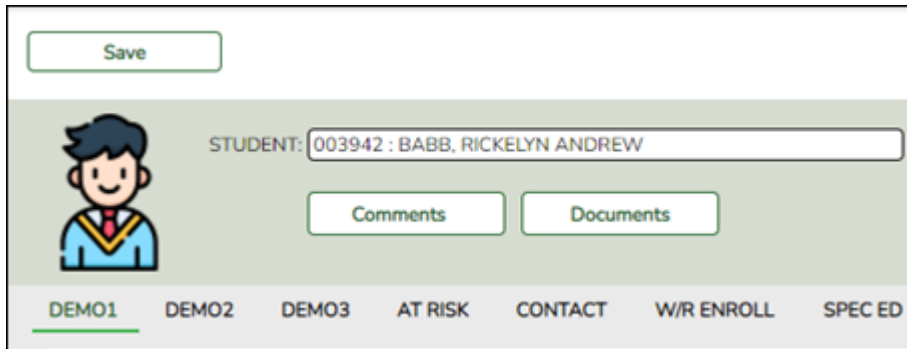 Save
STUDENT: 003942 : BABB, RICKELYN ANDREW
Comments Documents
DEMO1 DEMO2 DEMO3 AT RISK CONTACT W/R ENROLL SPEC ED